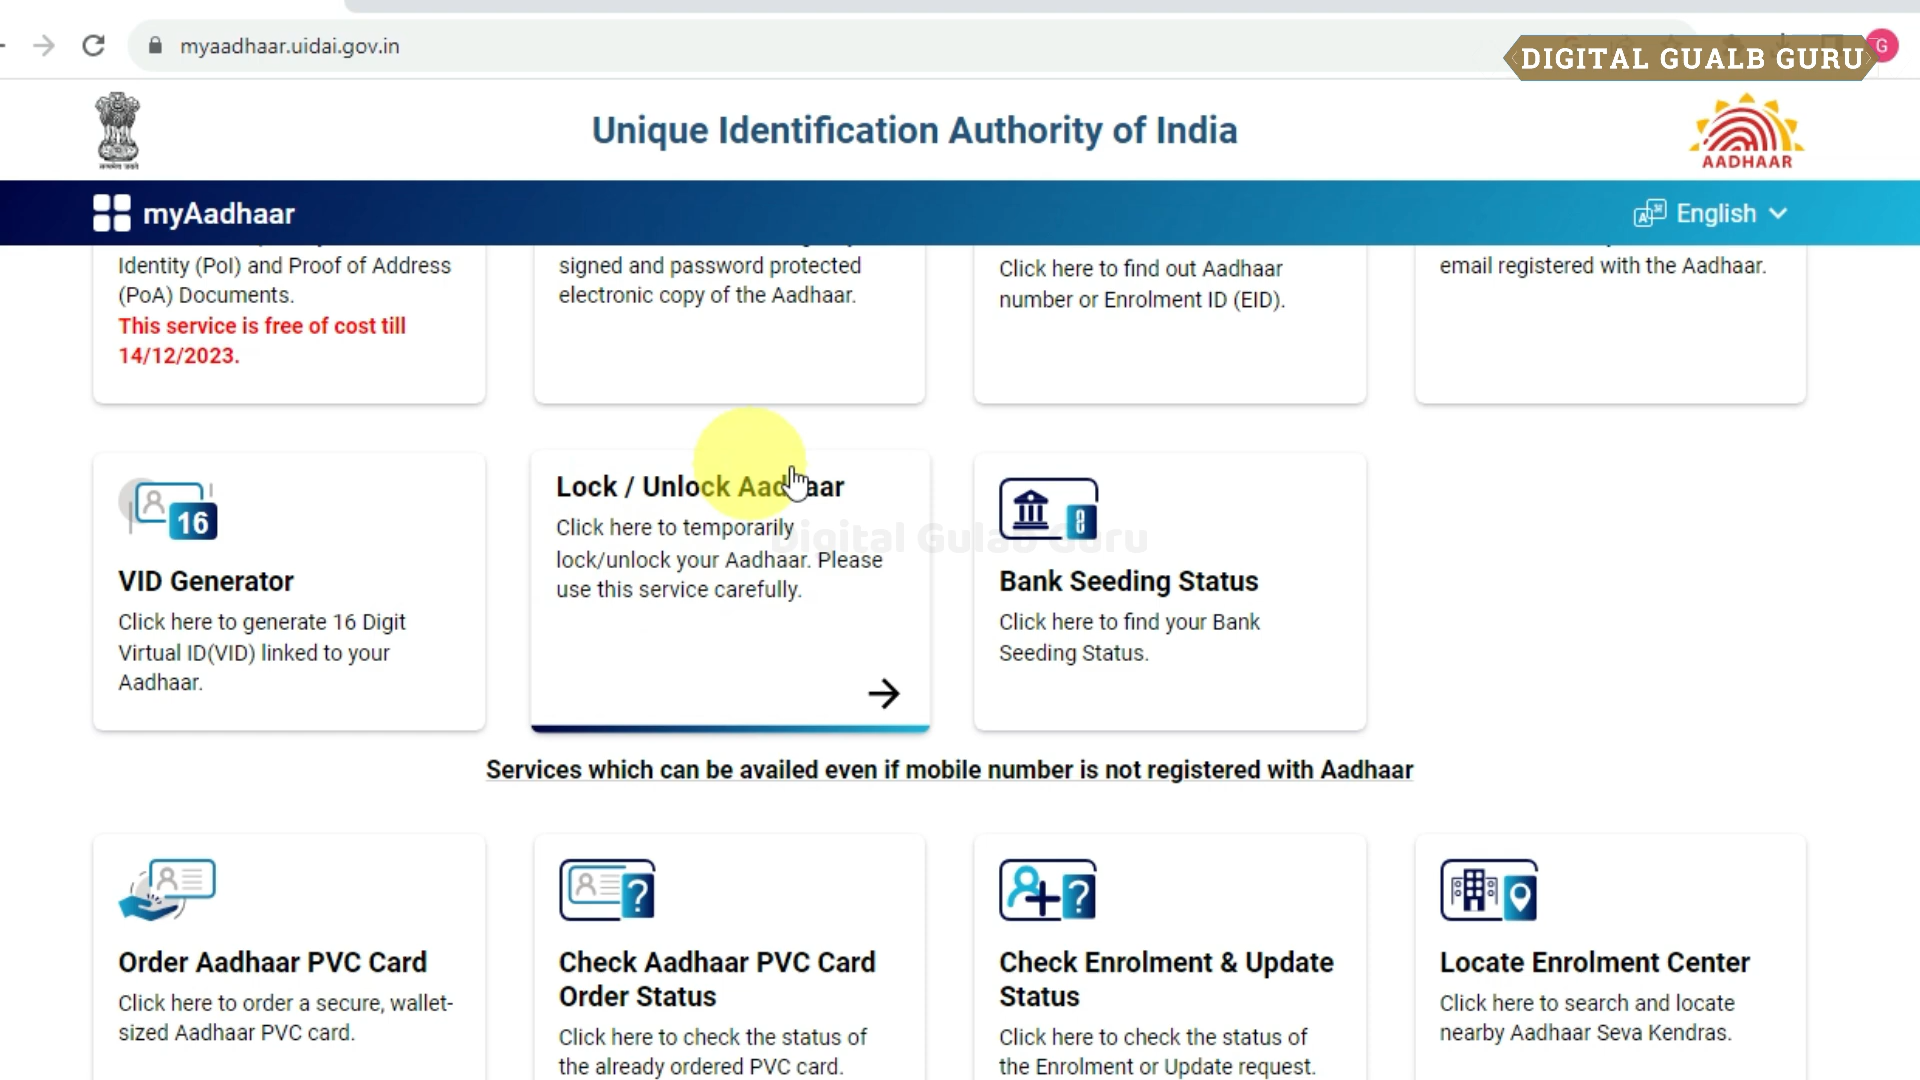 myaadhaar.uidai.gov.in
DIGITAL GUALB GURU
G
Unique Identification Authority of India
AADHAAR
myAadhaar
English
Identity (PoI) and Proof of Address
(PoA) Documents.
This service is free of cost till
14/12/2023.
signed and password protected
electronic copy of the Aadhaar.
Click here to find out Aadhaar
number or Enrolment ID (EID).
email registered with the Aadhaar.
16
VID Generator
Click here to generate 16 Digit
Virtual ID(VID) linked to your
Aadhaar.
Lock / Unlock Aadhaar
Click here to temporarily
lock/unlock your Aadhaar. Please
use this service carefully.
Digital Gulab Guru
Bank Seeding Status
Click here to find your Bank
Seeding Status.
Services which can be availed even if mobile number is not registered with Aadhaar
Order Aadhaar PVC Card
Click here to order a secure, wallet-
sized Aadhaar PVC card.
?
Check Aadhaar PVC Card
Order Status
Click here to check the status of
the already ordered PVC card.
?
Check Enrolment & Update
Status
Click here to check the status of
the Enrolment or Update request.
Locate Enrolment Center
Click here to search and locate
nearby Aadhaar Seva Kendras.